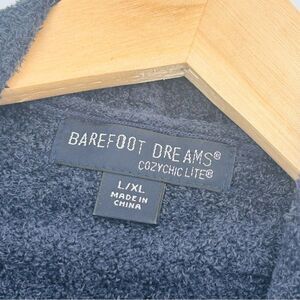 BAREFOOT DREAMS®
COZYCHIC LITE®
L/XL
MADE IN
CHINA